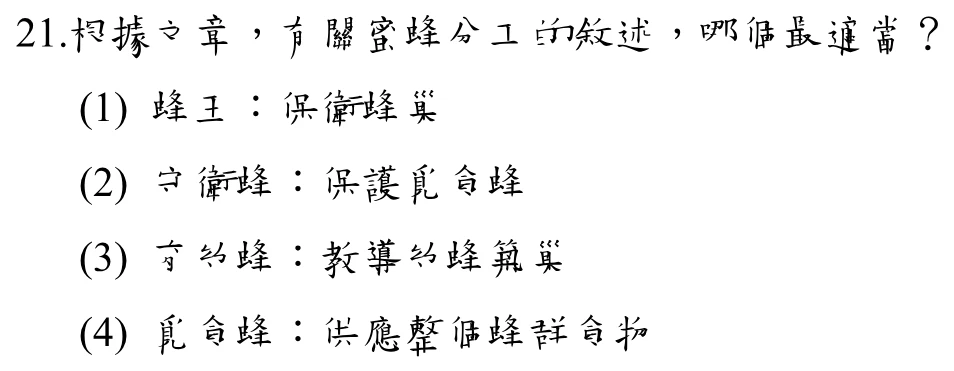 21.根據文章，有關蜜蜂分工的敘述，哪個最適當？
(1) 蜂王：保衛蜂巢
(2) 守衛蜂：保護覓食蜂
(3) 育幼蜂：教導幼蜂築巢
(4) 覓食蜂：供應整個蜂群食物